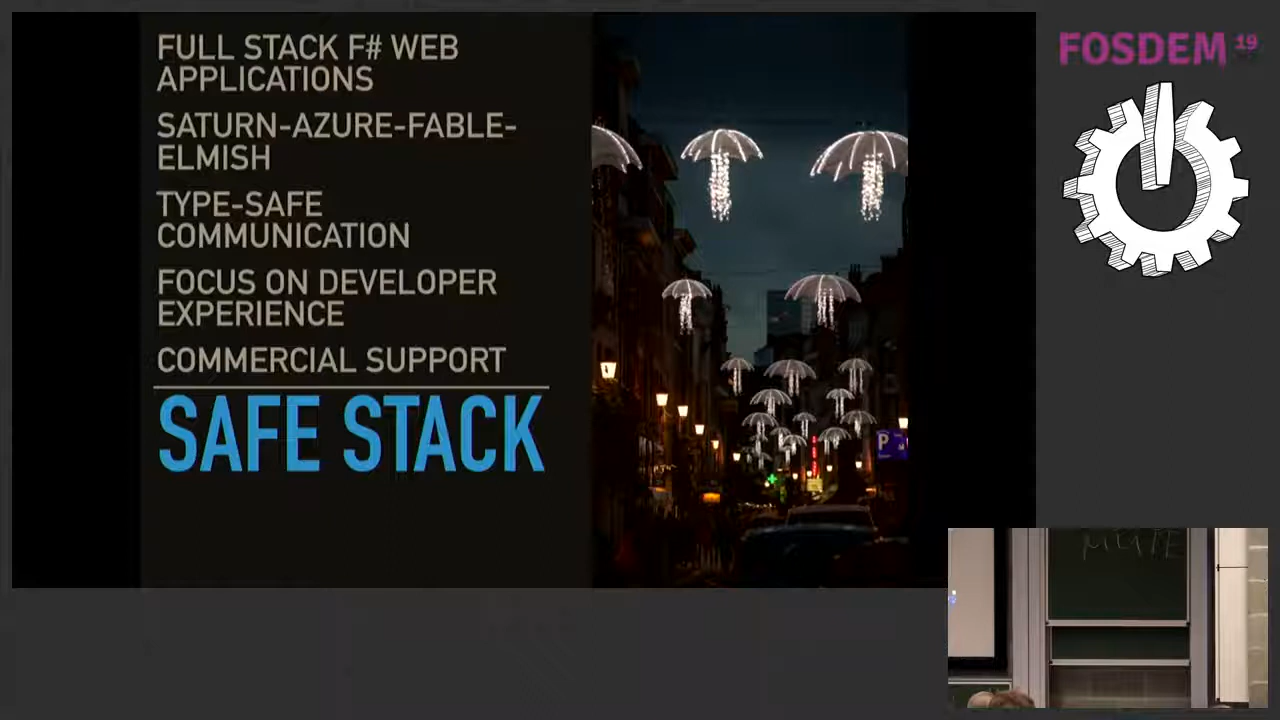 FULL STACK F# WEB
APPLICATIONS
SATURN-AZURE-FABLE-
ELMISH
TYPE-SAFE
COMMUNICATION
FOCUS ON DEVELOPER
EXPERIENCE
COMMERCIAL SUPPORT
SAFE STACK
FOSDEM 19
P